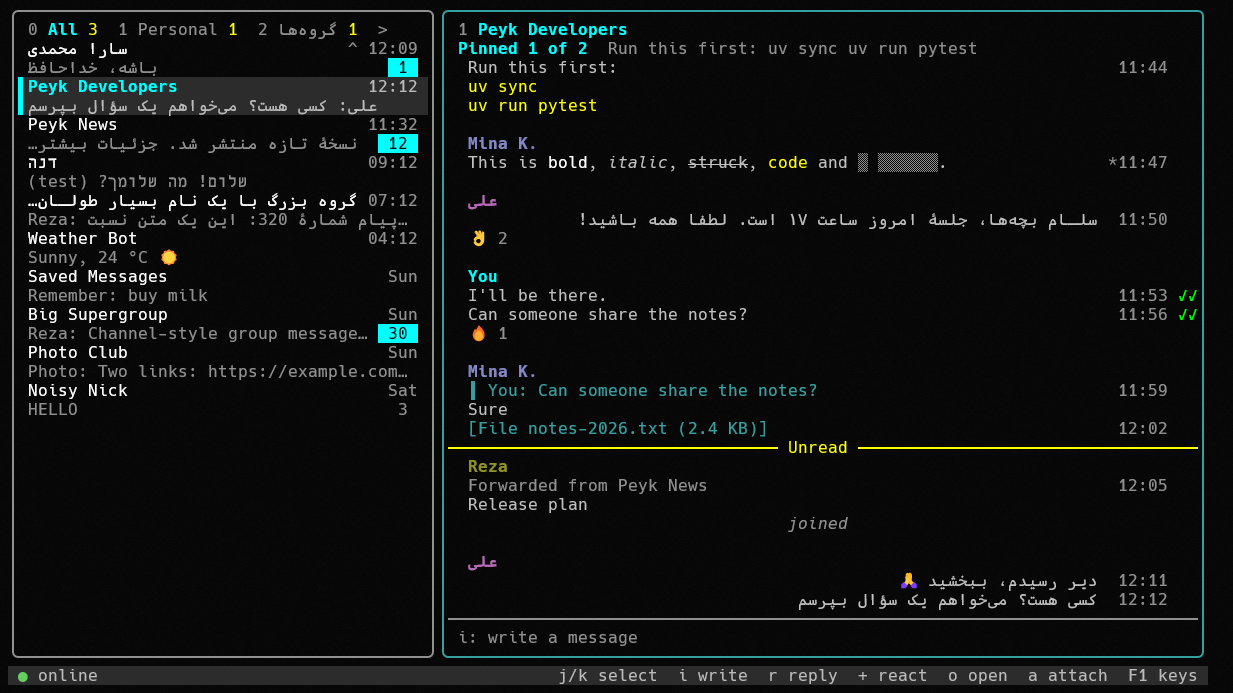 0 All 3 1 Personal 1 2 گروه‌ها 1 >
سارا محمدی ^ 12:09
باشه، خداحافظ 1
Peyk Developers 12:12
علی: کسی هست؟ می‌خواهم یک سؤال بپرسم
Peyk News 11:32
نسخهٔ تازه منتشر شد. جزئیات بیشتر… 12
דנה 09:12
שלום! מה שלומך? (test)
گروه بزرگ با یک نام بسیار طولـــان… 07:12
Reza: پیام شمارهٔ 320: این یک متن نسبت…
Weather Bot 04:12
Sunny, 24 °C ☀️
Saved Messages Sun
Remember: buy milk
Big Supergroup Sun
Reza: Channel-style group message… 30
Photo Club Sun
Photo: Two links: https://example.com…
Noisy Nick Sat
HELLO 3
1 Peyk Developers
Pinned 1 of 2 Run this first: uv sync uv run pytest
Run this first: 11:44
uv sync
uv run pytest
Mina K.
This is bold, italic, struck, code and ▒ ▒▒▒▒▒▒. *11:47
علی
سلـــام بچه‌ها، جلسهٔ امروز ساعت ۱۷ است. لطفا همه باشید! 11:50
👌 2
You
I'll be there. 11:53 ✓✓
Can someone share the notes? 11:56 ✓✓
🔥 1
Mina K.
You: Can someone share the notes? 11:59
Sure
[File notes-2026.txt (2.4 KB)] 12:02
Unread
Reza
Forwarded from Peyk News 12:05
Release plan
joined
علی
دیر رسیدم، ببخشید 🙏 12:11
کسی هست؟ می‌خواهم یک سؤال بپرسم 12:12
i: write a message
● online j/k select i write r reply + react o open a attach F1 keys